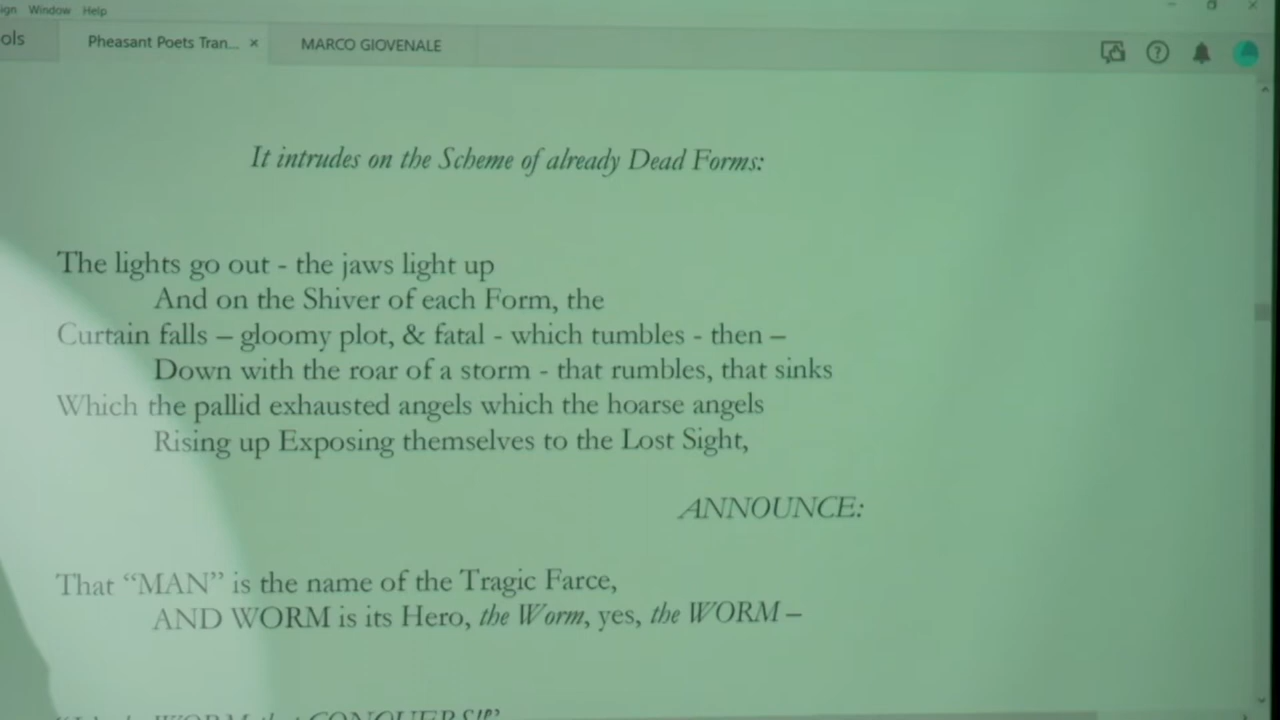 Window Help
ols
Pheasant Poets Tran... ×
MARCO GIOVENALE
It intrudes on the Scheme of already Dead Forms:
The lights go out - the jaws light up
And on the Shiver of each Form, the
Curtain falls – gloomy plot, & fatal - which tumbles - then –
Down with the roar of a storm - that rumbles, that sinks
Which the pallid exhausted angels which the hoarse angels
Rising up Exposing themselves to the Lost Sight,
ANNOUNCE:
That “MAN” is the name of the Tragic Farce,
AND WORM is its Hero, the Worm, yes, the WORM –